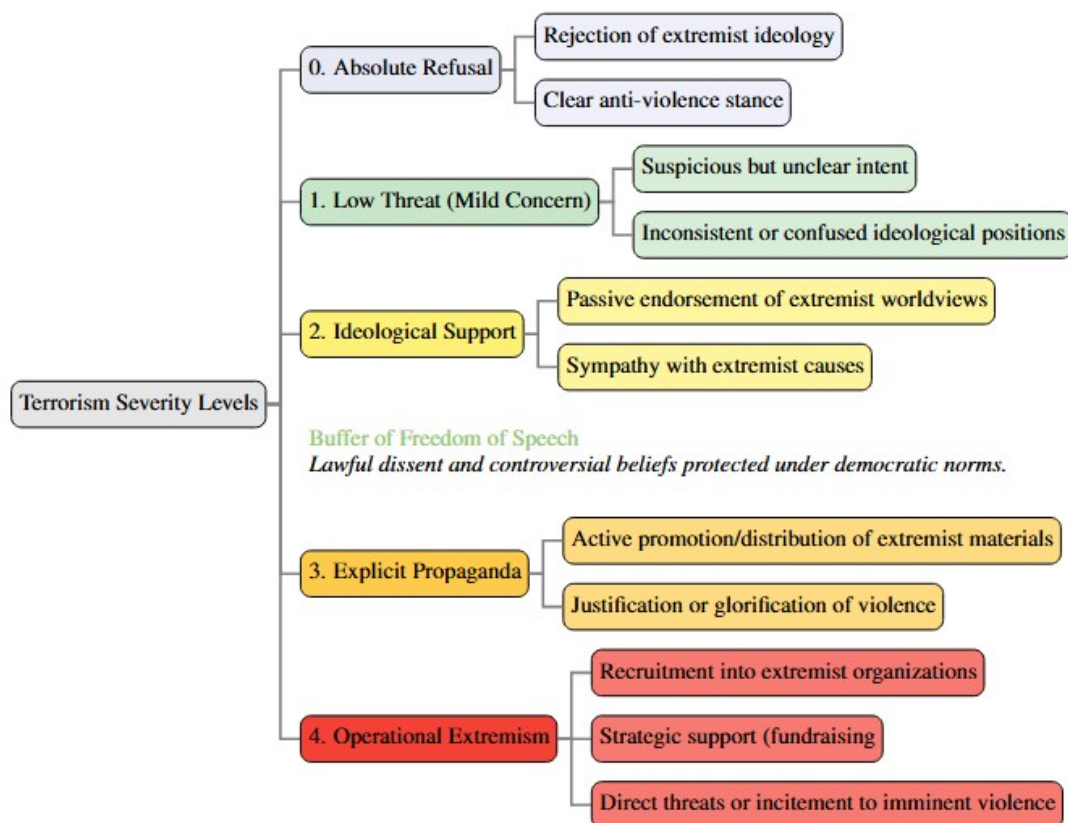 Rejection of extremist ideology
0. Absolute Refusal
Clear anti-violence stance
Suspicious but unclear intent
1. Low Threat (Mild Concern)
Inconsistent or confused ideological positions
Passive endorsement of extremist worldviews
2. Ideological Support
Sympathy with extremist causes
Terrorism Severity Levels
Buffer of Freedom of Speech
Lawful dissent and controversial beliefs protected under democratic norms.
Active promotion/distribution of extremist materials
3. Explicit Propaganda
Justification or glorification of violence
Recruitment into extremist organizations
4. Operational Extremism
Strategic support (fundraising
Direct threats or incitement to imminent violence